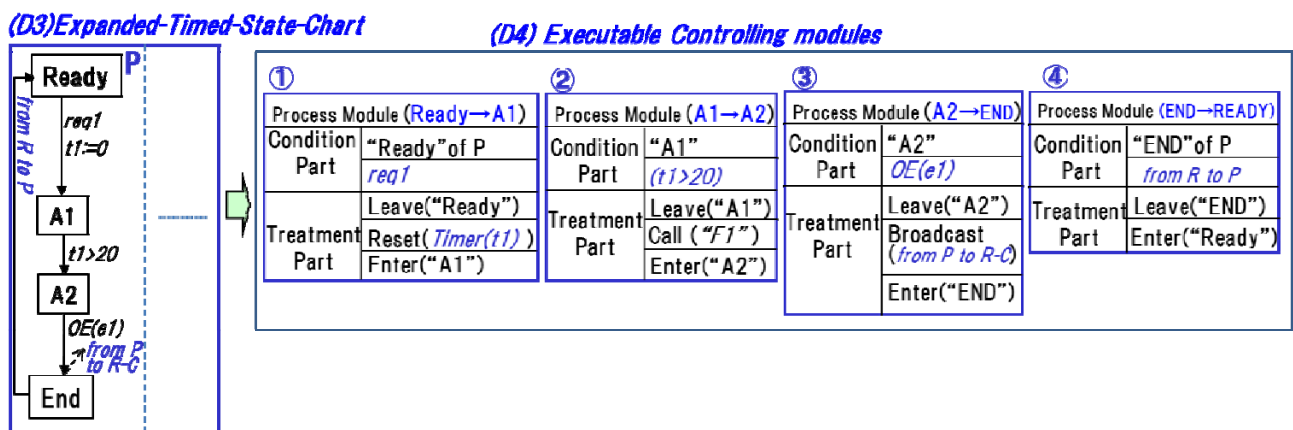 (D3)Expanded-Timed-State-Chart
(D4) Executable Controlling modules
P
Ready
from R to P
req1
t1:=0
A1
t1>20
A2
OE(e1)
from P
to R-C
End
①
Process Module (Ready→A1)
Condition Part
"Ready"of P
req1
Treatment Part
Leave("Ready")
Reset(Timer(t1) )
Fnter("A1")
②
Process Module (A1→A2)
Condition Part
"A1"
(t1>20)
Treatment Part
Leave("A1")
Call ("F1")
Enter("A2")
③
Process Module (A2→END)
Condition Part
"A2"
OE(e1)
Treatment Part
Leave("A2")
Broadcast
(from P to R-C)
Enter("END")
④
Process Module (END→READY)
Condition Part
"END"of P
from R to P
Treatment Part
Leave("END")
Enter("Ready")